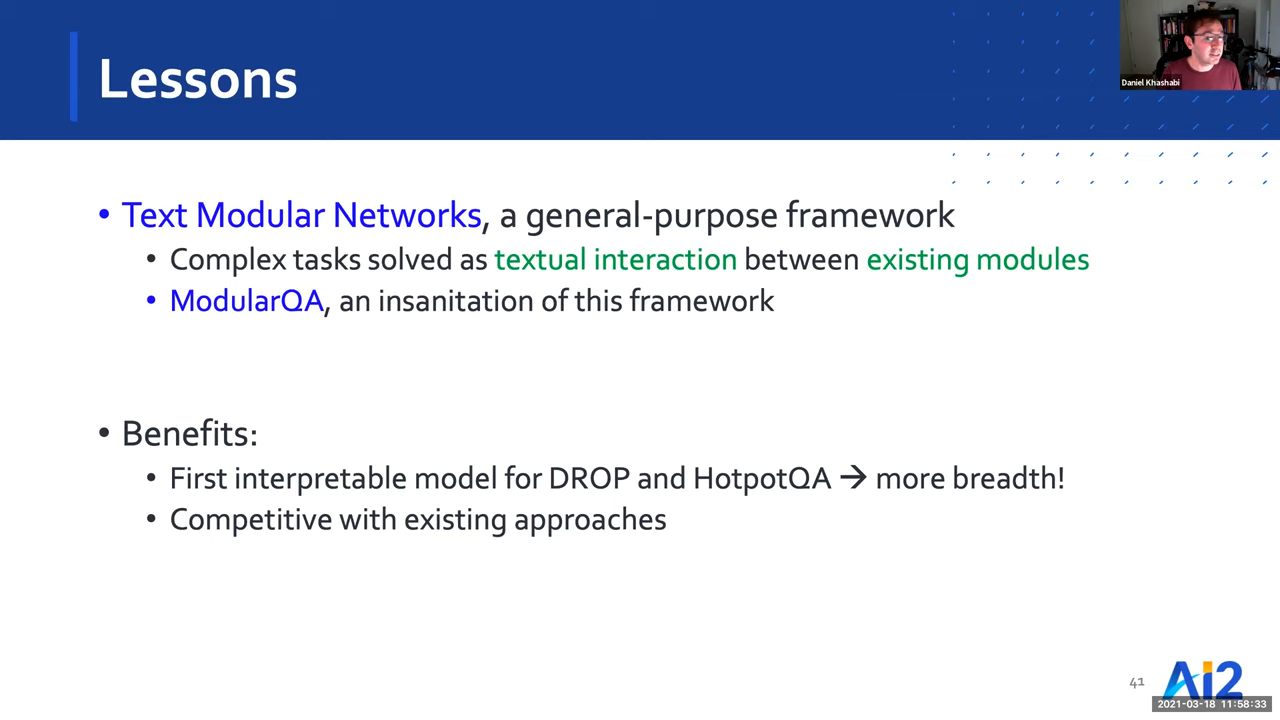 Lessons
Daniel Khashabi
• Text Modular Networks, a general-purpose framework
• Complex tasks solved as textual interaction between existing modules
• ModularQA, an insanitation of this framework
• Benefits:
• First interpretable model for DROP and HotpotQA → more breadth!
• Competitive with existing approaches
41
AI2
2021-03-18 11:58:33